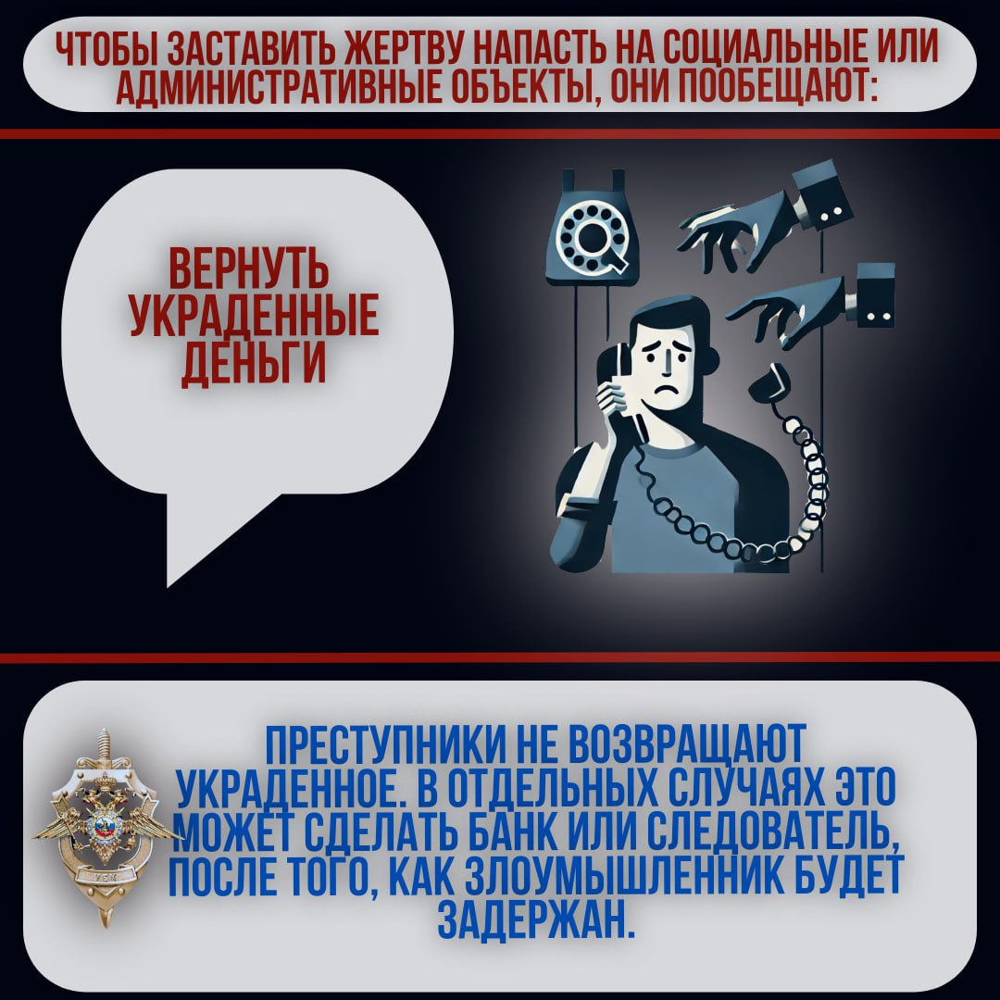 ЧТОБЫ ЗАСТАВИТЬ ЖЕРТВУ НАПАСТЬ НА СОЦИАЛЬНЫЕ ИЛИ
АДМИНИСТРАТИВНЫЕ ОБЪЕКТЫ, ОНИ ПООБЕЩАЮТ:
ВЕРНУТЬ
УКРАДЕННЫЕ
ДЕНЬГИ
ПРЕСТУПНИКИ НЕ ВОЗВРАЩАЮТ
УКРАДЕННОЕ. В ОТДЕЛЬНЫХ СЛУЧАЯХ ЭТО
МОЖЕТ СДЕЛАТЬ БАНК ИЛИ СЛЕДОВАТЕЛЬ,
ПОСЛЕ ТОГО, КАК ЗЛОУМЫШЛЕННИК БУДЕТ
ЗАДЕРЖАН.
УБК